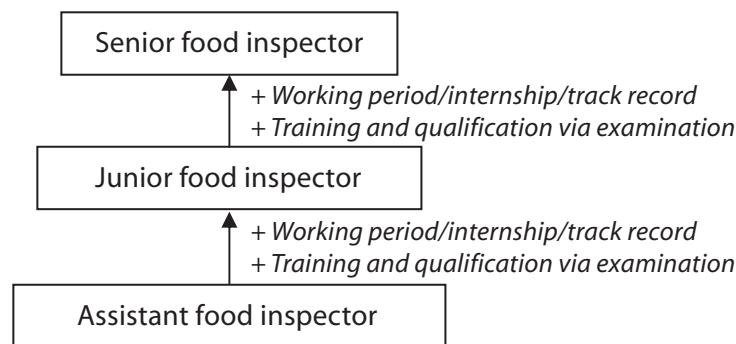 Senior food inspector
+ Working period/internship/track record
+ Training and qualification via examination
Junior food inspector
+ Working period/internship/track record
+ Training and qualification via examination
Assistant food inspector